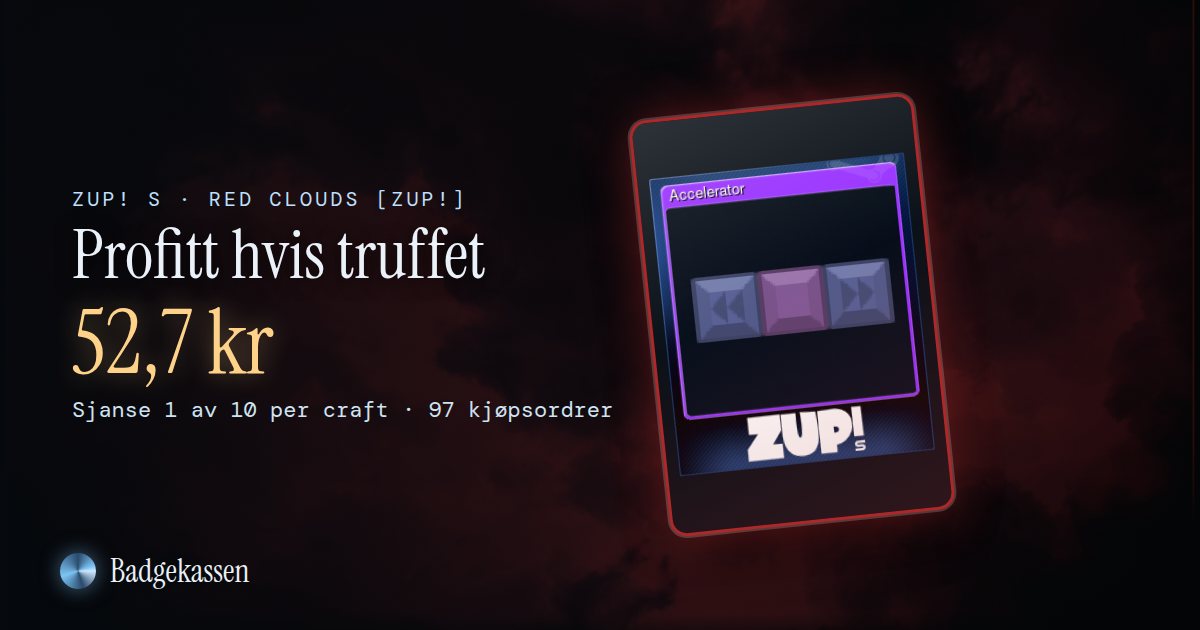 ZUP! S · RED CLOUDS [ZUP!]
Profitt hvis truffet
52,7 kr
Sjanse 1 av 10 per craft · 97 kjøpsordrer
Accelerator
ZUP!
S
Badgekassen